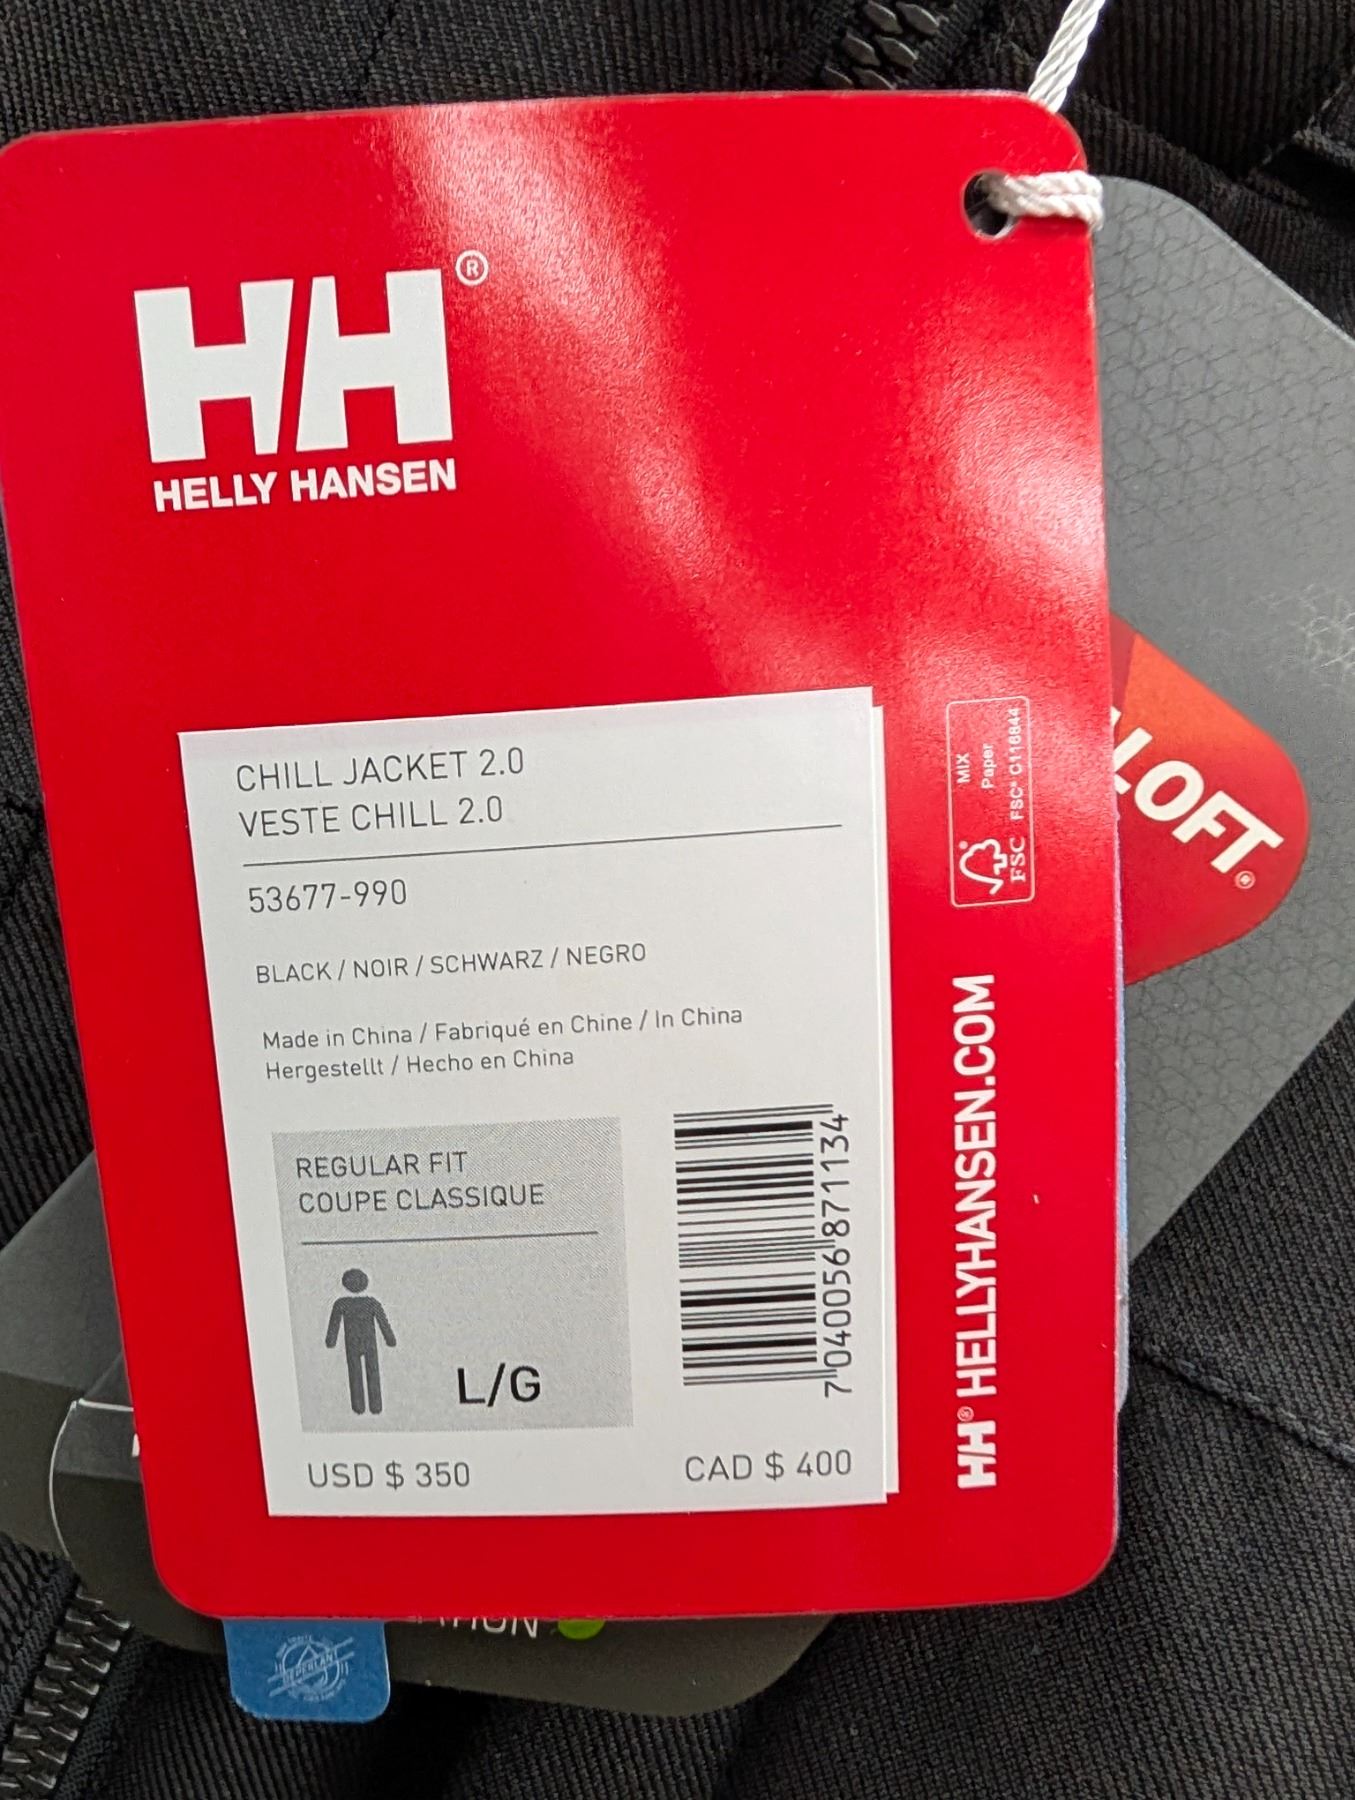 HH®
HELLY HANSEN
CHILL JACKET 2.0
VESTE CHILL 2.0
53677-990
BLACK / NOIR / SCHWARZ / NEGRO
Made in China / Fabriqué en Chine / In China
Hergestellt / Hecho en China
REGULAR FIT
COUPE CLASSIQUE
L/G
7040056871134
USD $ 350
CAD $ 400
MIX
Paper
FSC FSC® C116844
HH® HELLYHANSEN.COM
LOFT®